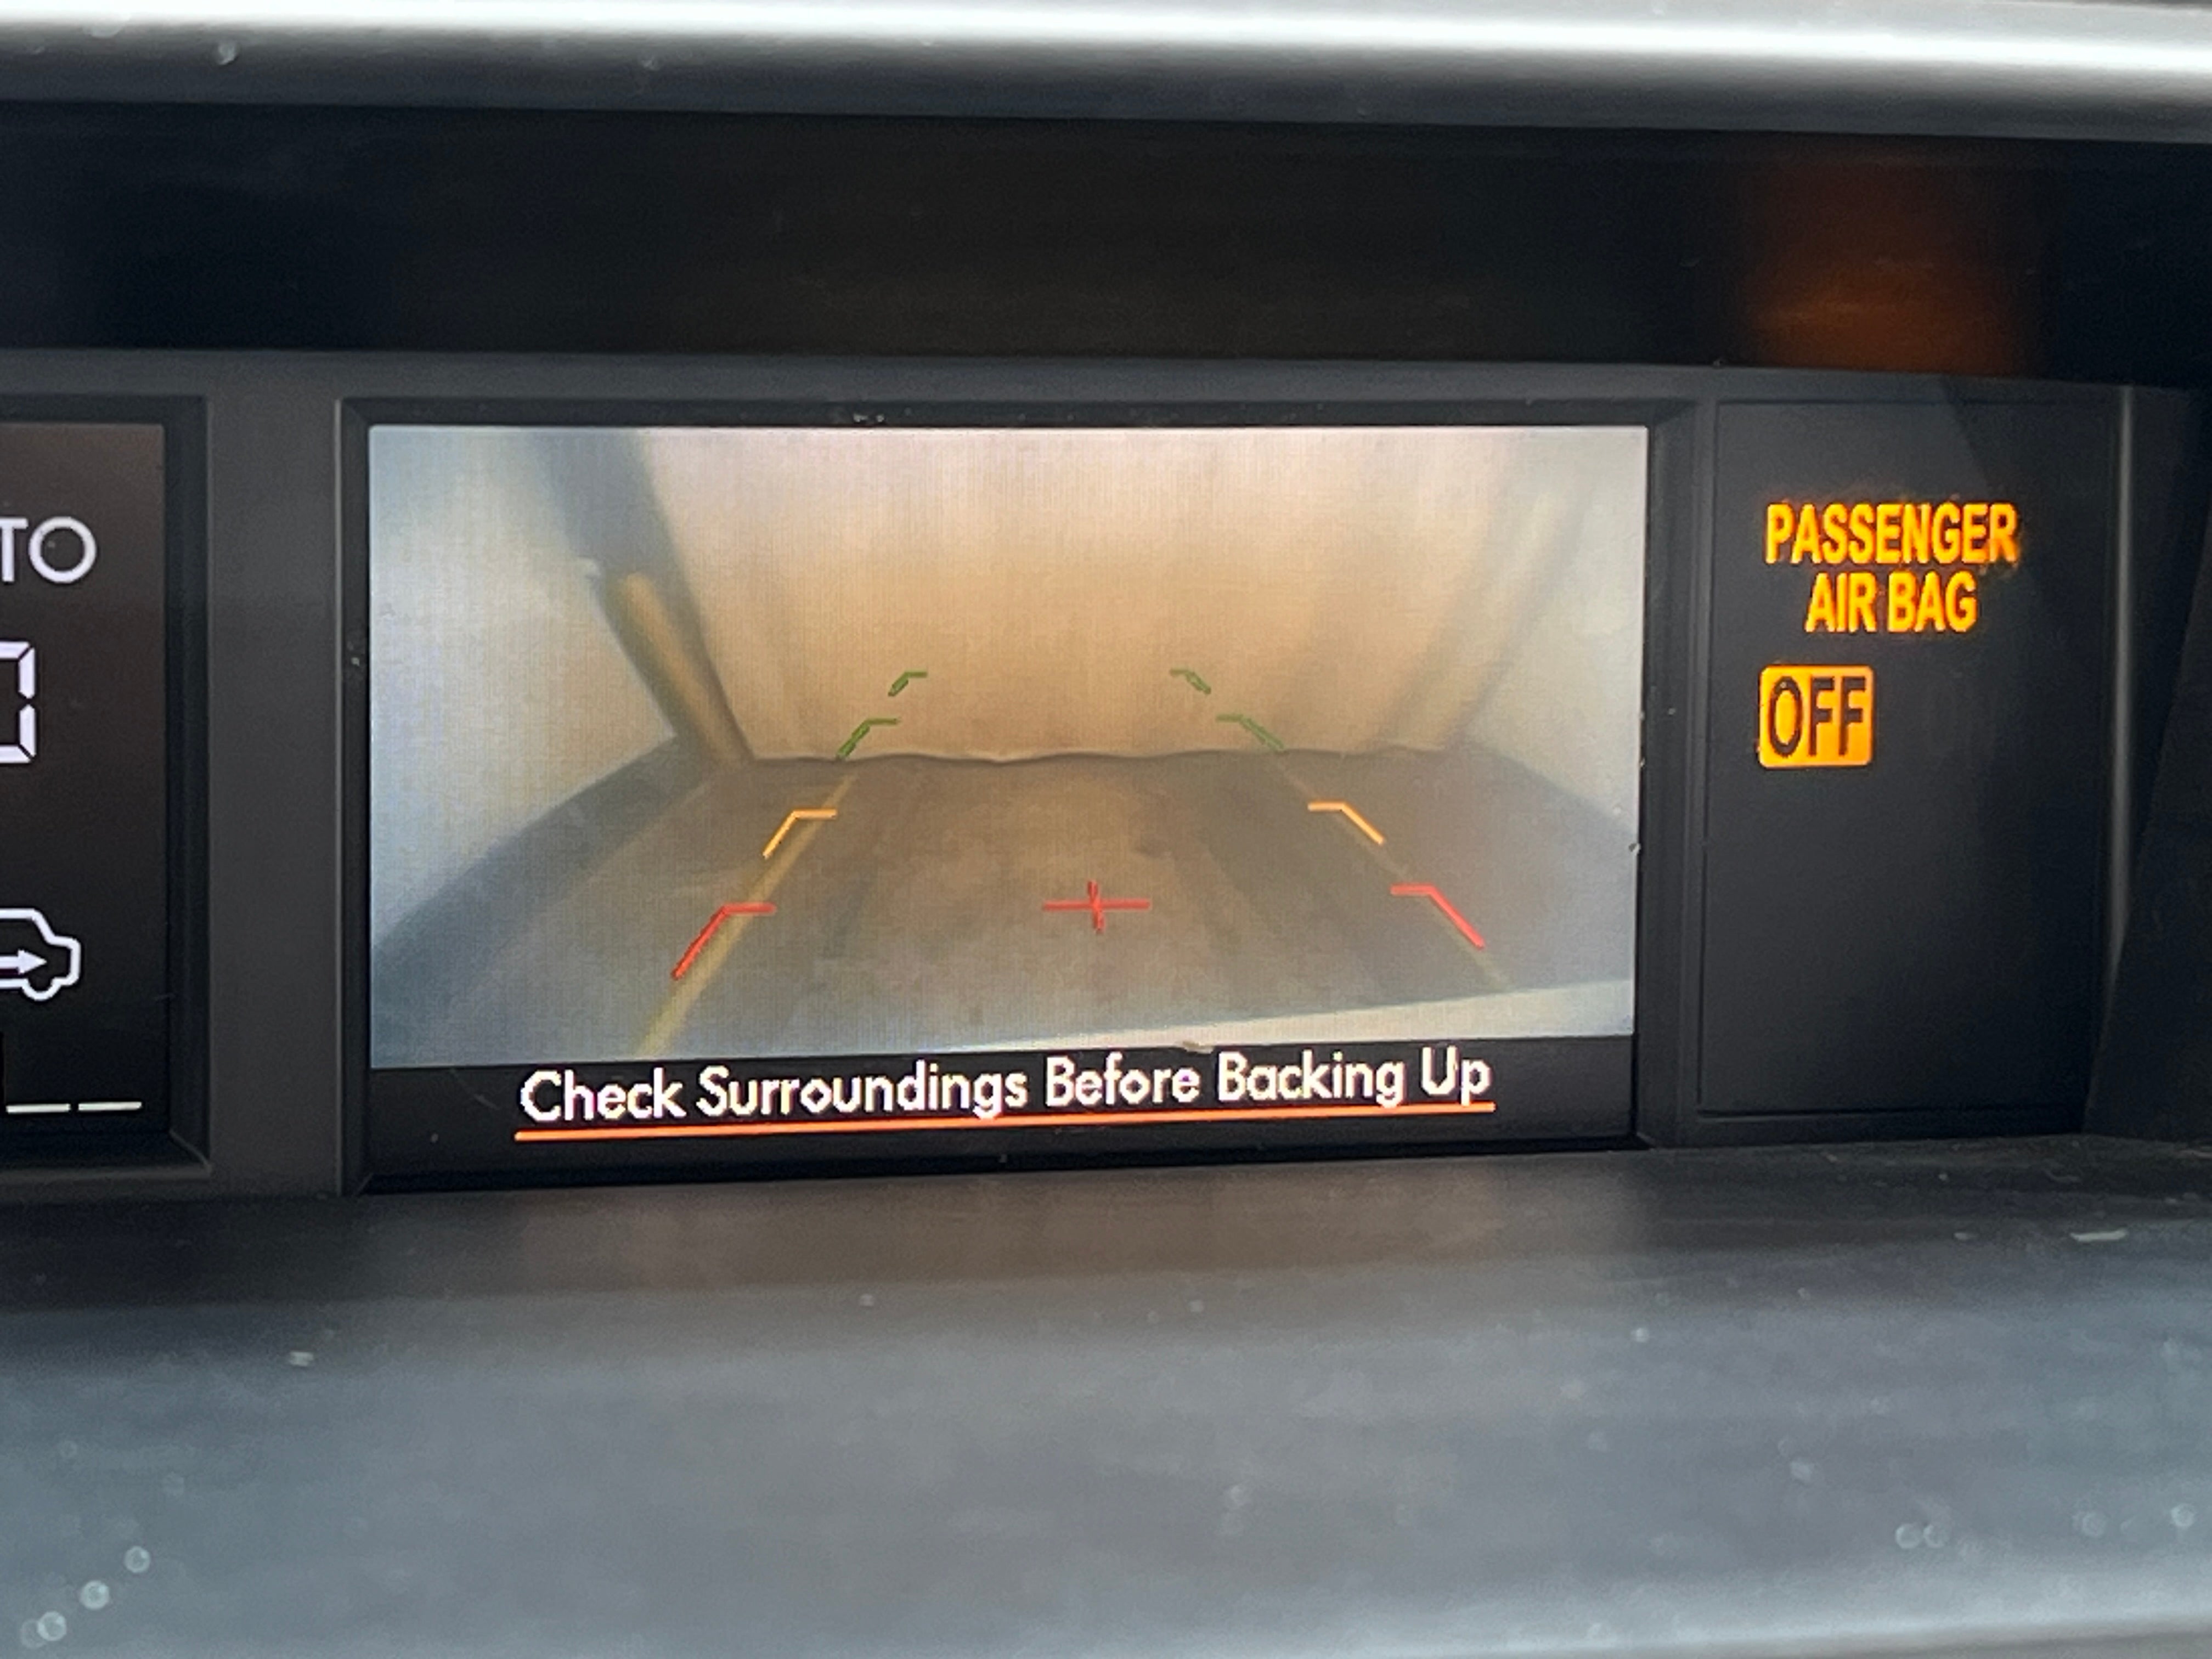 TO
Check Surroundings Before Backing Up
PASSENGER
AIR BAG
OFF